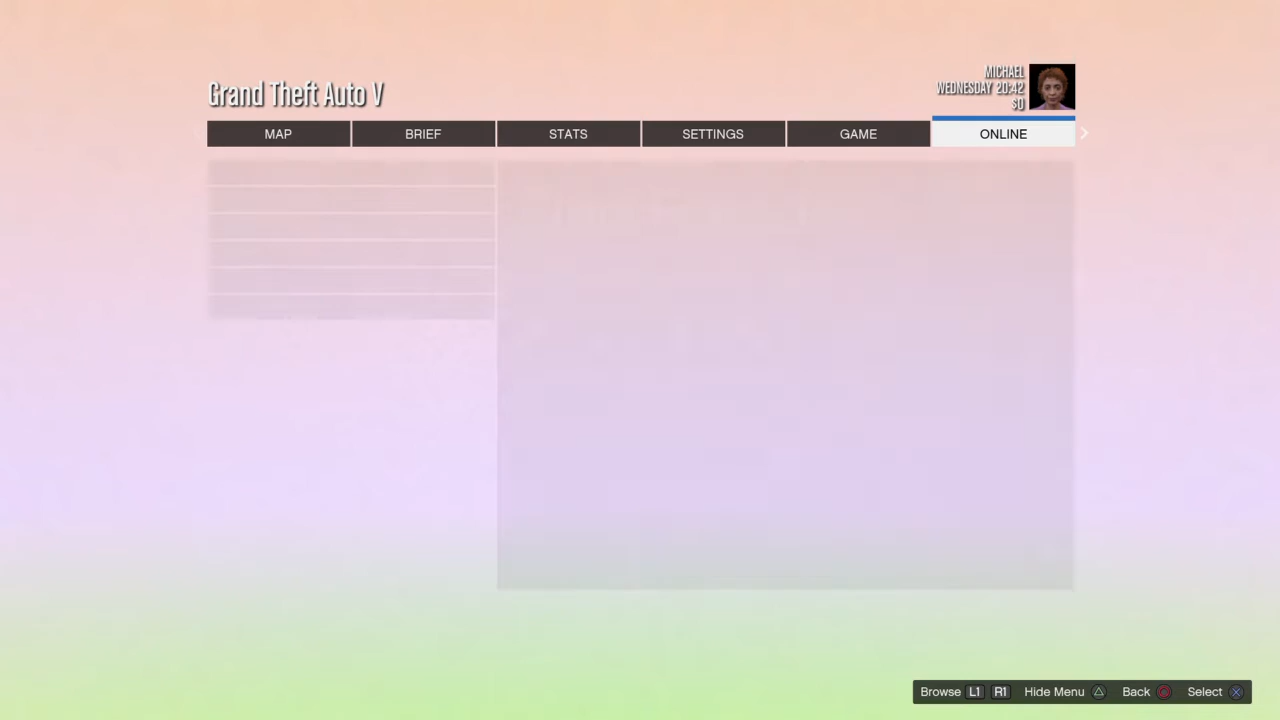 Grand Theft Auto V
MICHAEL
WEDNESDAY 20:42
$0
MAP
BRIEF
STATS
SETTINGS
GAME
ONLINE
Browse L1 R1 Hide Menu Back Select